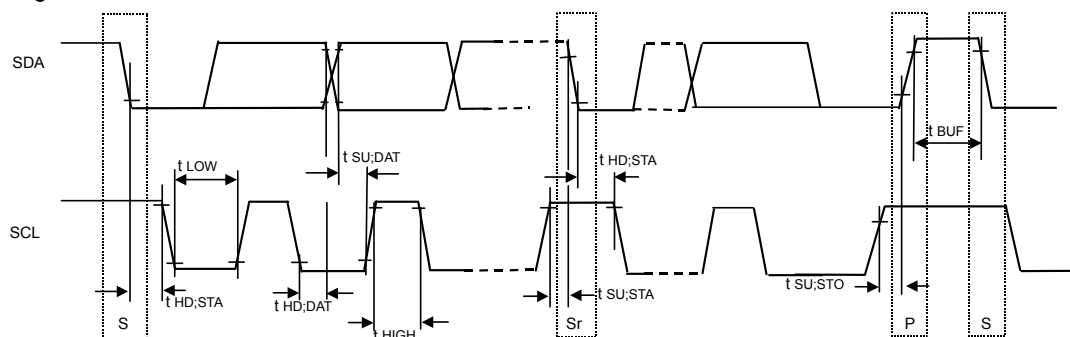 SDA
t BUF
t SU;DAT
t HD;STA
t LOW
SCL
t HD;STA
t HD;DAT
t SU;STA
t SU;STO
t HIGH
S
Sr
P
S